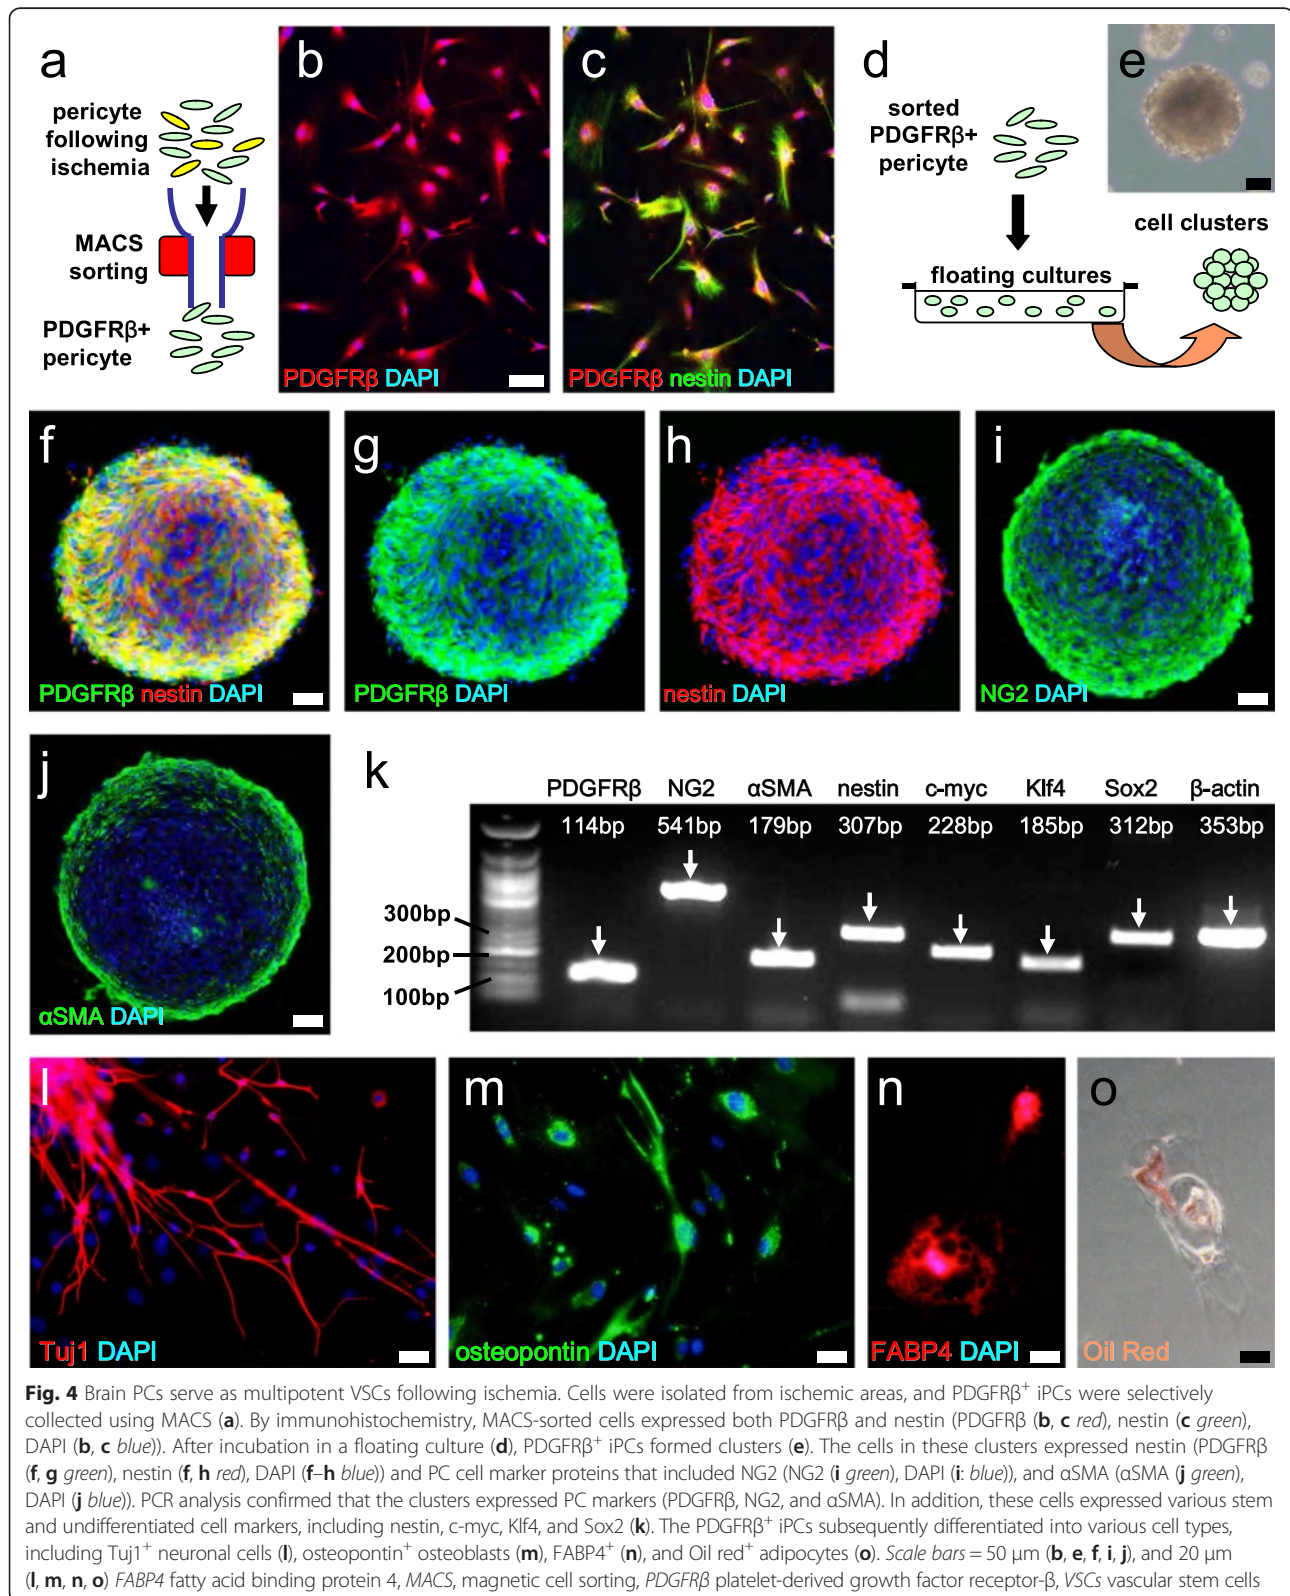 a
pericyte
following
ischemia
MACS
sorting
PDGFRβ+
pericyte
b
PDGFRβ DAPI
c
PDGFRβ nestin DAPI
d
sorted
PDGFRβ+
pericyte
floating cultures
e
cell clusters
f
PDGFRβ nestin DAPI
g
PDGFRβ DAPI
h
nestin DAPI
i
NG2 DAPI
j
αSMA DAPI
k
PDGFRβ NG2 αSMA nestin c-myc Klf4 Sox2 β-actin
114bp 541bp 179bp 307bp 228bp 185bp 312bp 353bp
300bp
200bp
100bp
l
Tuj1 DAPI
m
osteopontin DAPI
n
FABP4 DAPI
o
Oil Red
Fig. 4 Brain PCs serve as multipotent VSCs following ischemia. Cells were isolated from ischemic areas, and PDGFRβ⁺ iPCs were selectively
collected using MACS (a). By immunohistochemistry, MACS-sorted cells expressed both PDGFRβ and nestin (PDGFRβ (b, c red), nestin (c green),
DAPI (b, c blue)). After incubation in a floating culture (d), PDGFRβ⁺ iPCs formed clusters (e). The cells in these clusters expressed nestin (PDGFRβ
(f, g green), nestin (f, h red), DAPI (f–h blue)) and PC cell marker proteins that included NG2 (NG2 (i green), DAPI (i: blue)), and αSMA (αSMA (j green),
DAPI (j blue)). PCR analysis confirmed that the clusters expressed PC markers (PDGFRβ, NG2, and αSMA). In addition, these cells expressed various stem
and undifferentiated cell markers, including nestin, c-myc, Klf4, and Sox2 (k). The PDGFRβ⁺ iPCs subsequently differentiated into various cell types,
including Tuj1⁺ neuronal cells (l), osteopontin⁺ osteoblasts (m), FABP4⁺ (n), and Oil red⁺ adipocytes (o). Scale bars = 50 μm (b, e, f, i, j), and 20 μm
(l, m, n, o) FABP4 fatty acid binding protein 4, MACS, magnetic cell sorting, PDGFRβ platelet-derived growth factor receptor-β, VSCs vascular stem cells